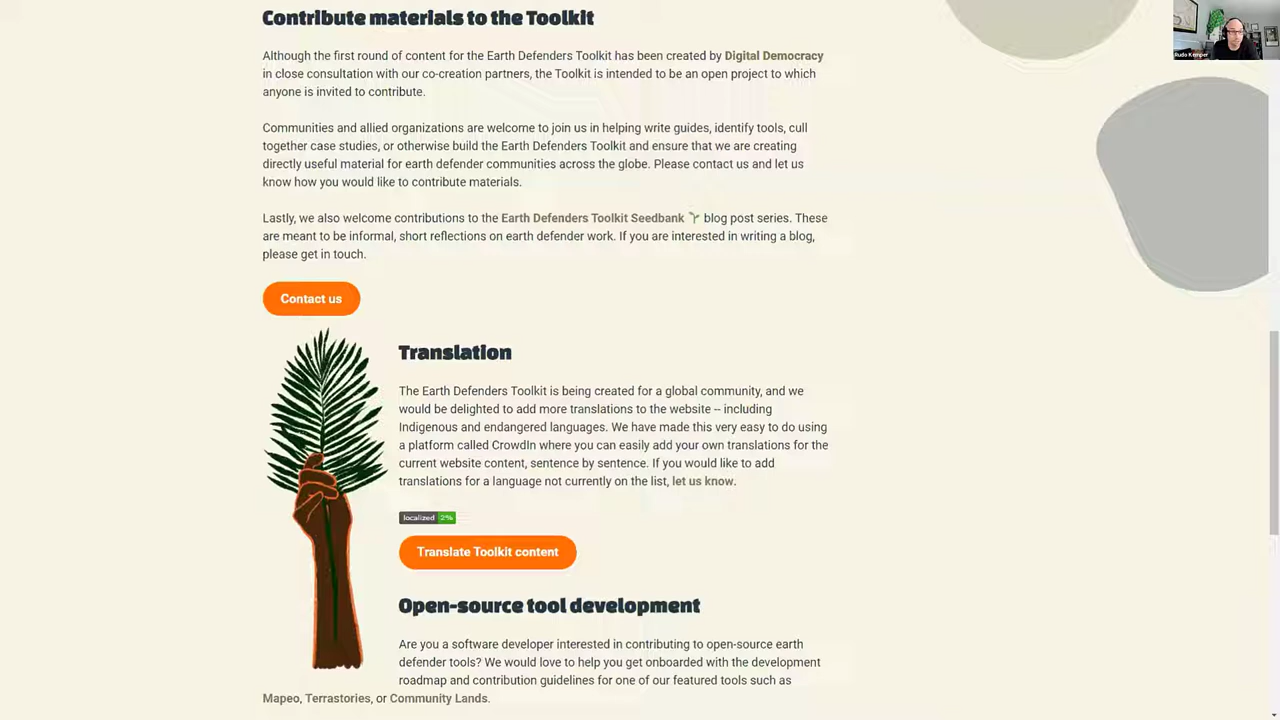 Contribute materials to the Toolkit
Although the first round of content for the Earth Defenders Toolkit has been created by Digital Democracy
in close consultation with our co-creation partners, the Toolkit is intended to be an open project to which
anyone is invited to contribute.
Communities and allied organizations are welcome to join us in helping write guides, identify tools, cull
together case studies, or otherwise build the Earth Defenders Toolkit and ensure that we are creating
directly useful material for earth defender communities across the globe. Please contact us and let us
know how you would like to contribute materials.
Lastly, we also welcome contributions to the Earth Defenders Toolkit Seedbank blog post series. These
are meant to be informal, short reflections on earth defender work. If you are interested in writing a blog,
please get in touch.
Contact us
Translation
The Earth Defenders Toolkit is being created for a global community, and we
would be delighted to add more translations to the website -- including
Indigenous and endangered languages. We have made this very easy to do using
a platform called CrowdIn where you can easily add your own translations for the
current website content, sentence by sentence. If you would like to add
translations for a language not currently on the list, let us know.
localized 2%
Translate Toolkit content
Open-source tool development
Are you a software developer interested in contributing to open-source earth
defender tools? We would love to help you get onboarded with the development
roadmap and contribution guidelines for one of our featured tools such as
Mapeo, Terrastories, or Community Lands.
Rudo Kemper